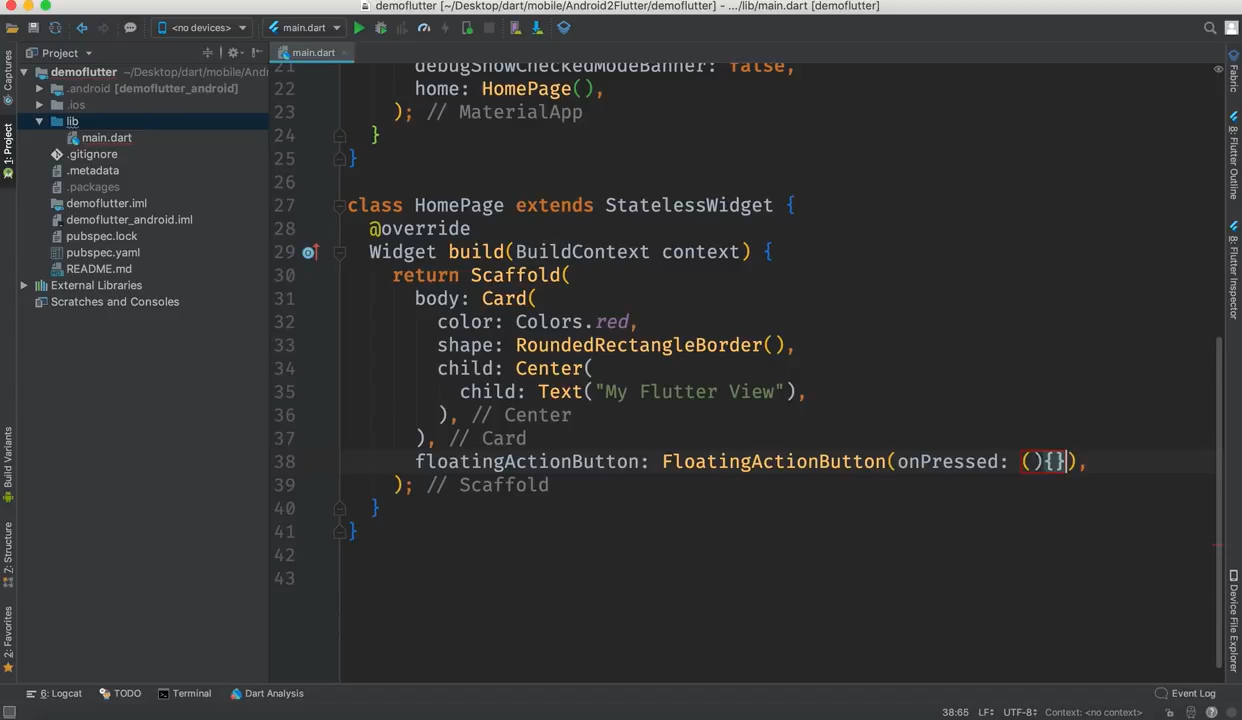 demoflutter [~/Desktop/dart/mobile/Android2Flutter/demoflutter] - .../lib/main.dart [demoflutter]
<no devices>
main.dart
Project
main.dart
Captures
1: Project
Build Variants
7: Structure
2: Favorites
demoflutter ~/Desktop/dart/mobile/And
.android [demoflutter_android]
.ios
lib
main.dart
.gitignore
.metadata
.packages
demoflutter.iml
demoflutter_android.iml
pubspec.lock
pubspec.yaml
README.md
External Libraries
Scratches and Consoles
21 debugShowCheckedModeBanner: false,
22 home: HomePage(),
23 ); // MaterialApp
24 }
25 }
26
27 class HomePage extends StatelessWidget {
28 @override
29 Widget build(BuildContext context) {
30 return Scaffold(
31 body: Card(
32 color: Colors.red,
33 shape: RoundedRectangleBorder(),
34 child: Center(
35 child: Text("My Flutter View"),
36 ), // Center
37 ), // Card
38 floatingActionButton: FloatingActionButton(onPressed: (){}),
39 ); // Scaffold
40 }
41 }
42
43
Fabric
8: Flutter Outline
8: Flutter Inspector
Device File Explorer
6: Logcat
TODO
Terminal
Dart Analysis
Event Log
38:65 LF÷ UTF-8÷ Context: <no context>